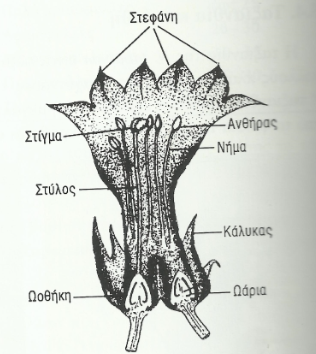 Στεφάνη
Στίγμα
Ανθήρας
Νήμα
Στύλος
Κάλυκας
Ωοθήκη
Ωάρια